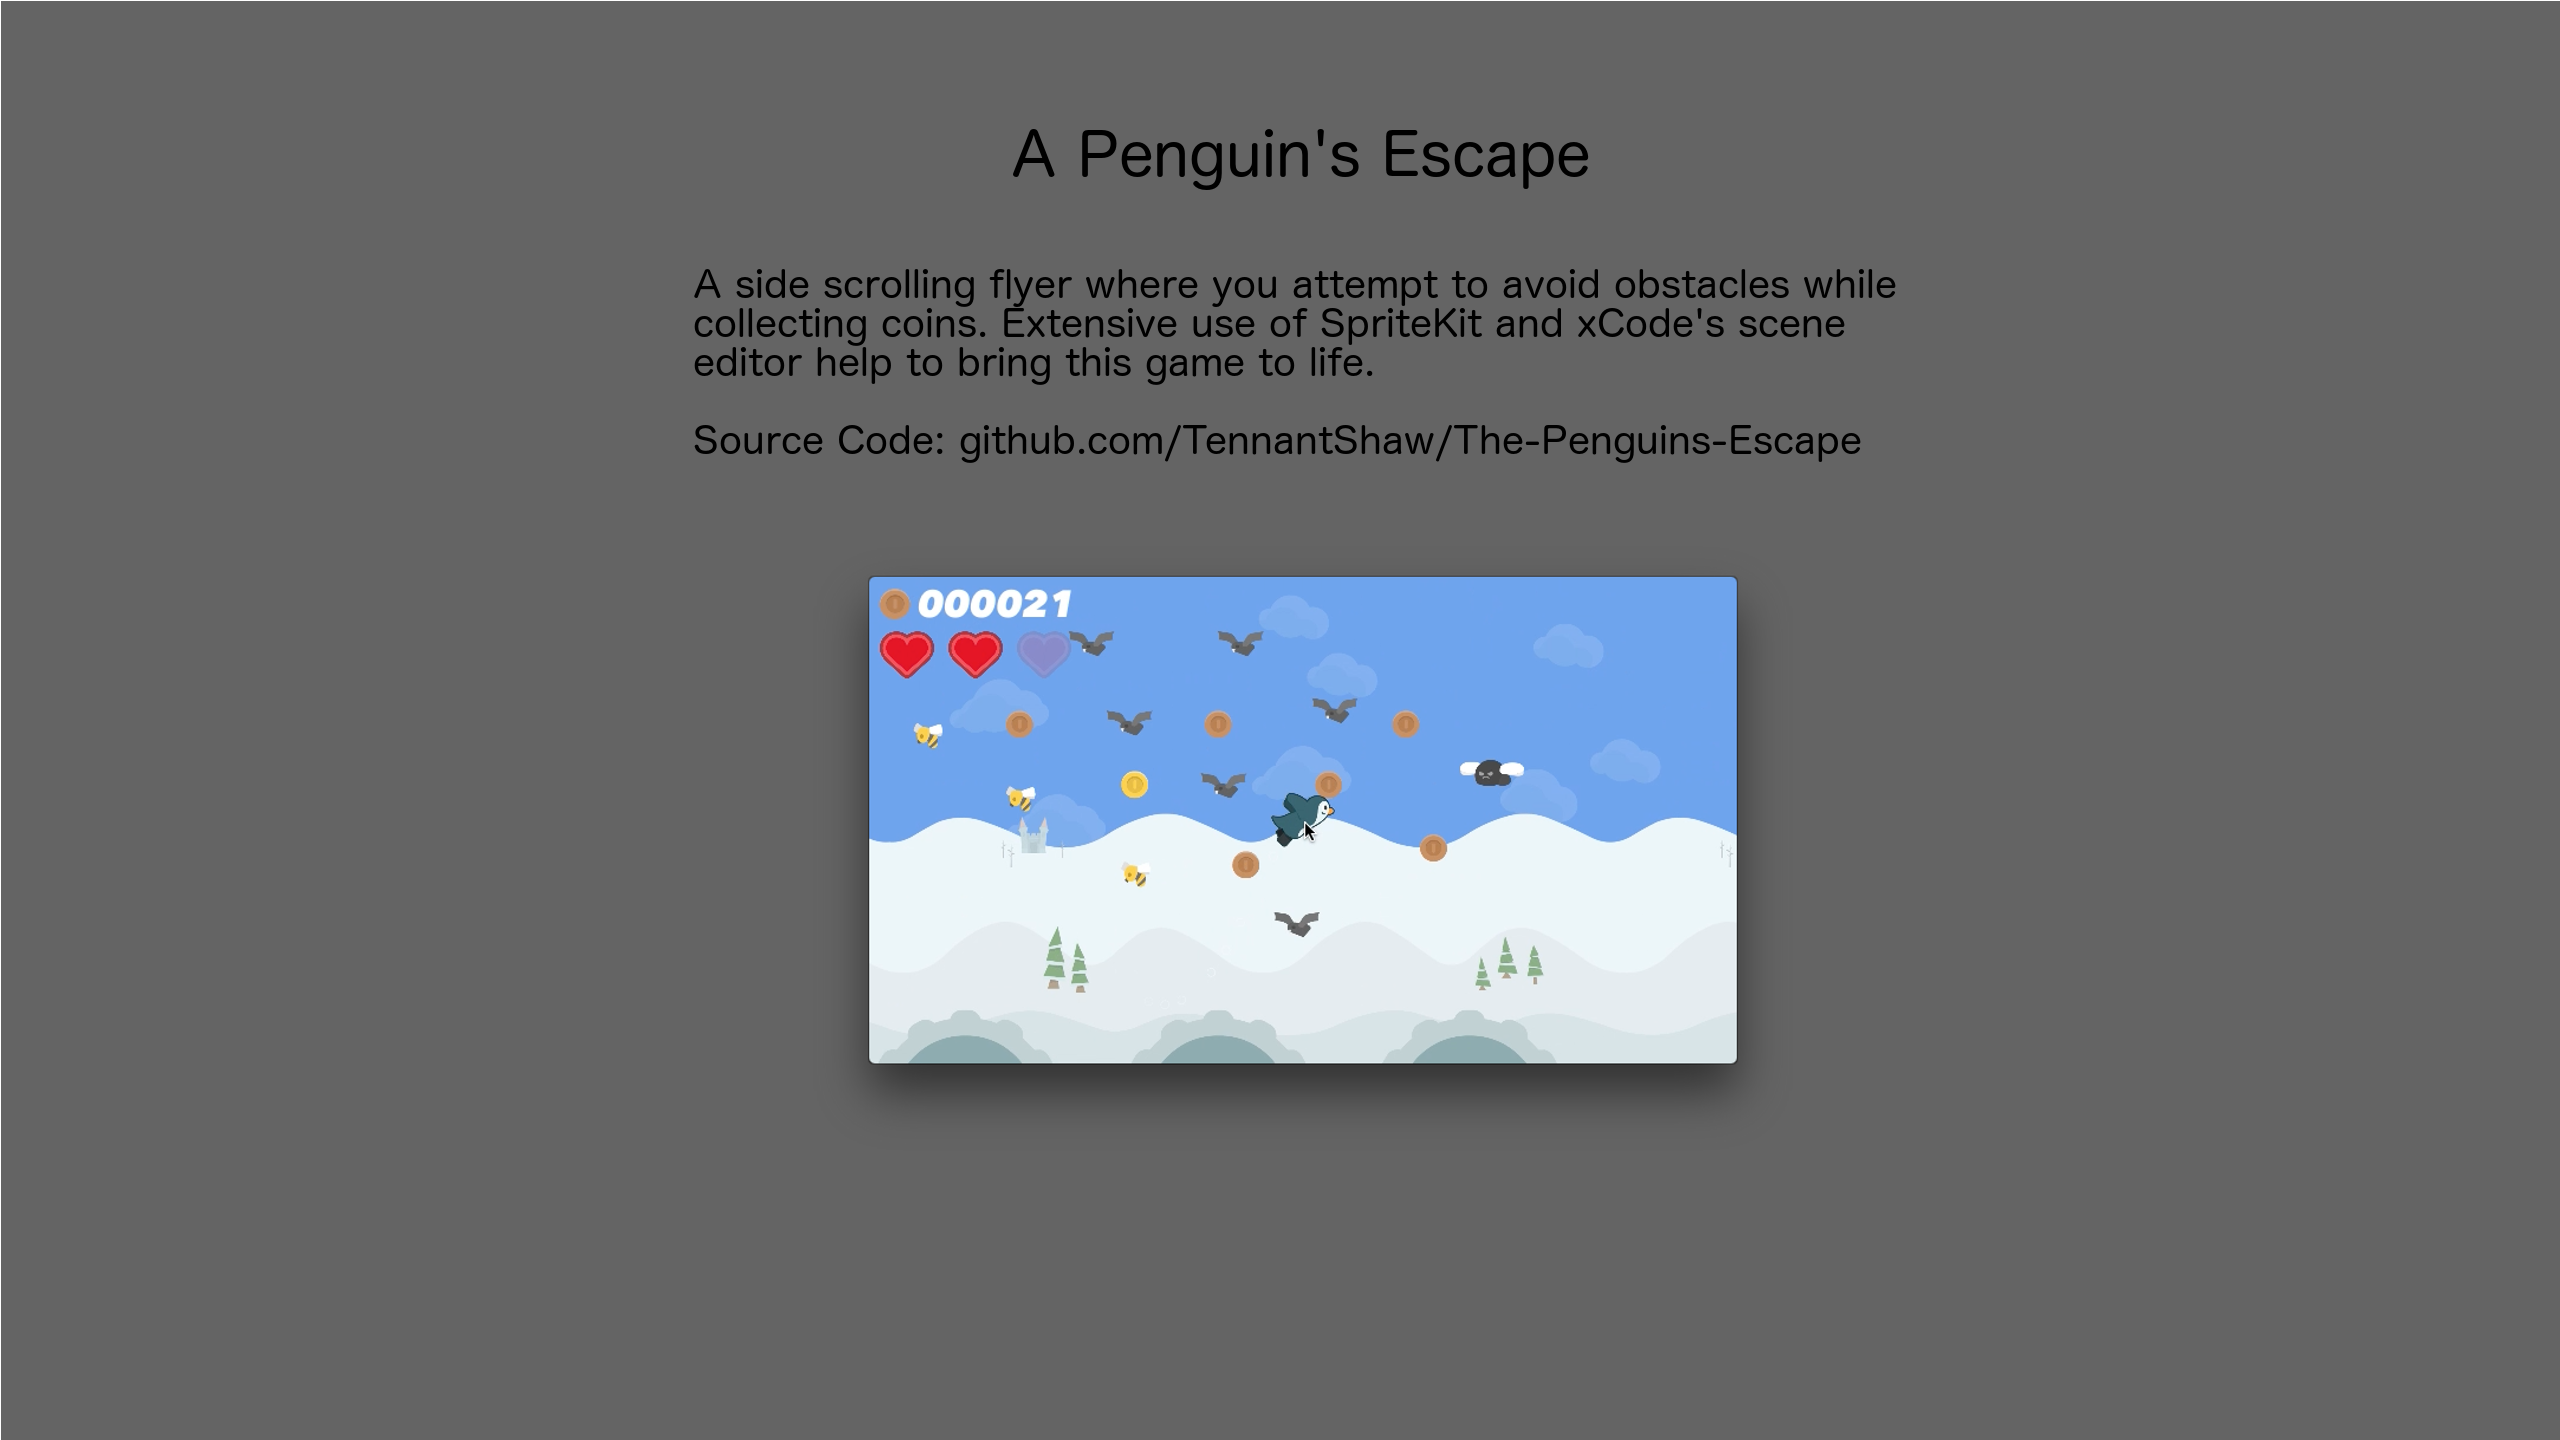 A Penguin's Escape
A side scrolling flyer where you attempt to avoid obstacles while
collecting coins. Extensive use of SpriteKit and xCode's scene
editor help to bring this game to life.
Source Code: github.com/TennantShaw/The-Penguins-Escape
000021